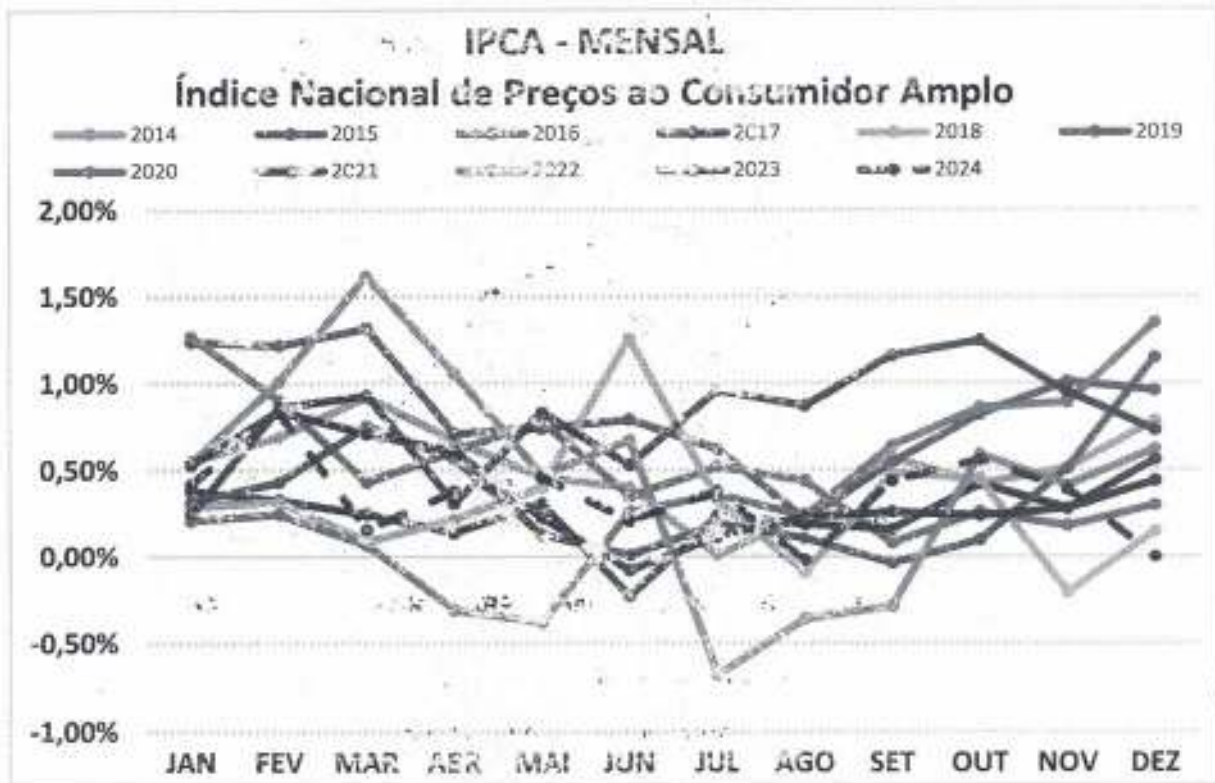 IPCA - MENSAL
Índice Nacional de Preços ao Consumidor Amplo
2014 2015 2016 2017 2018 2019
2020 2021 2022 2023 2024
2,00%
1,50%
1,00%
0,50%
0,00%
-0,50%
-1,00%
JAN FEV MAR ABR MAI JUN JUL AGO SET OUT NOV DEZ